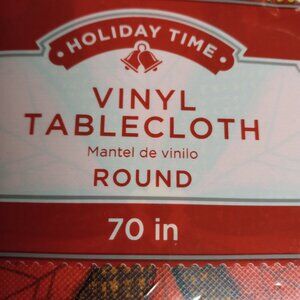 HOLIDAY TIME
VINYL
TABLECLOTH
Mantel de vinilo
ROUND
70 in